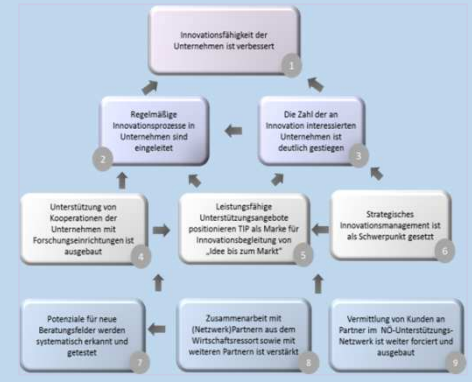 Innovationsfähigkeit der
Unternehmen ist verbessert
1
Regelmäßige
Innovationsprozesse in
Unternehmen sind
eingeleitet
2
Die Zahl der an
Innovation interessierten
Unternehmen ist
deutlich gestiegen
3
Unterstützung von
Kooperationen der
Unternehmen mit
Forschungseinrichtungen ist
ausgebaut
4
Leistungsfähige
Unterstützungsangebote
positionieren TIP als Marke für
Innovationsbegleitung von
„Idee bis zum Markt“
5
Strategisches
Innovationsmanagement ist
als Schwerpunkt gesetzt
6
Potenziale für neue
Beratungsfelder werden
systematisch erkannt und
getestet
7
Zusammenarbeit mit
(Netzwerk)Partnern aus dem
Wirtschaftsressort sowie mit
weiteren Partnern ist verstärkt
8
Vermittlung von Kunden an
Partner im NÖ-Unterstützungs-
Netzwerk ist weiter forciert und
ausgebaut
9